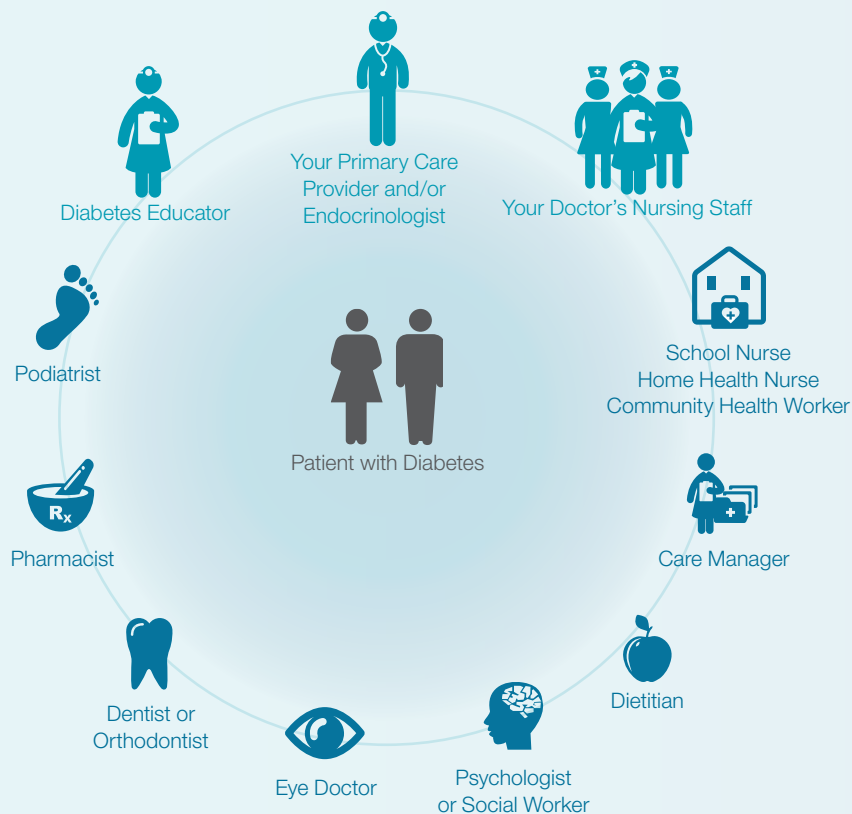 Your Primary Care
Provider and/or
Endocrinologist
Diabetes Educator
Your Doctor’s Nursing Staff
Podiatrist
School Nurse
Home Health Nurse
Community Health Worker
Patient with Diabetes
Rx
Pharmacist
Care Manager
Dentist or
Orthodontist
Dietitian
Eye Doctor
Psychologist
or Social Worker